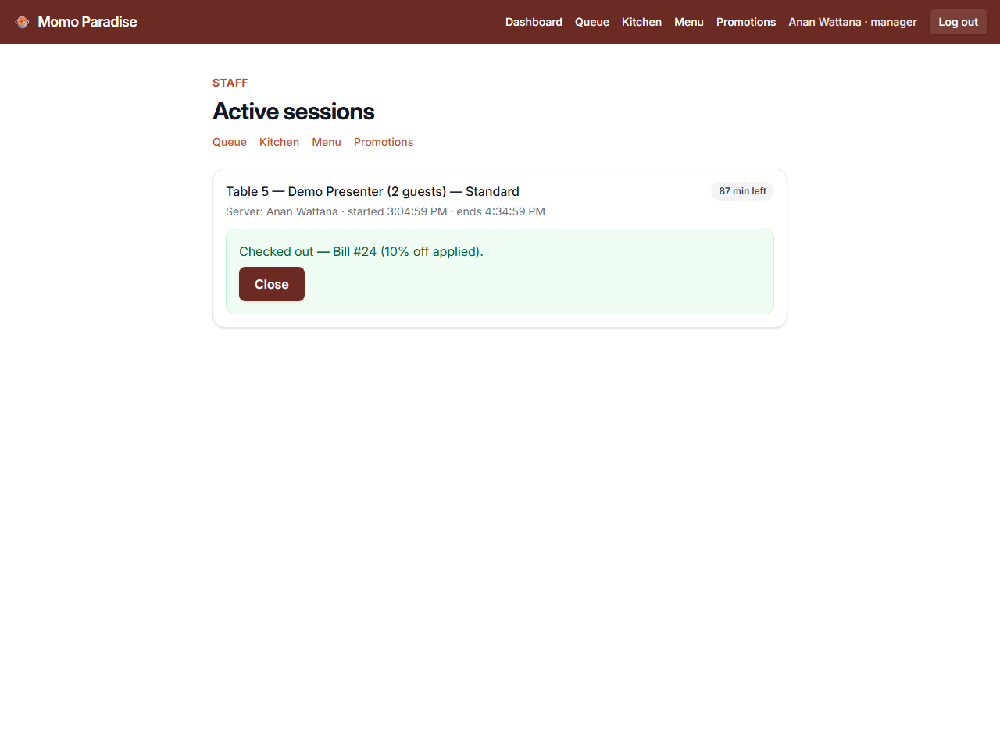 Momo Paradise
Dashboard Queue Kitchen Menu Promotions Anan Wattana · manager Log out
STAFF
Active sessions
Queue Kitchen Menu Promotions
Table 5 — Demo Presenter (2 guests) — Standard
87 min left
Server: Anan Wattana · started 3:04:59 PM · ends 4:34:59 PM
Checked out — Bill #24 (10% off applied).
Close